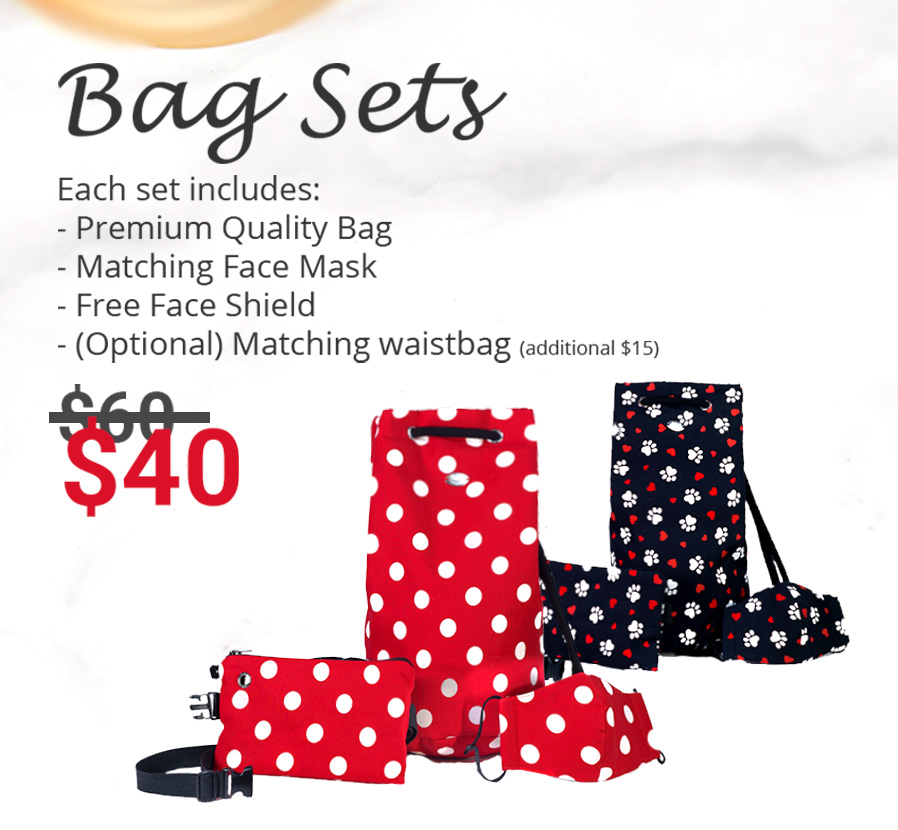 Bag Sets
Each set includes:
- Premium Quality Bag
- Matching Face Mask
- Free Face Shield
- (Optional) Matching waistbag (additional $15)
$60
$40